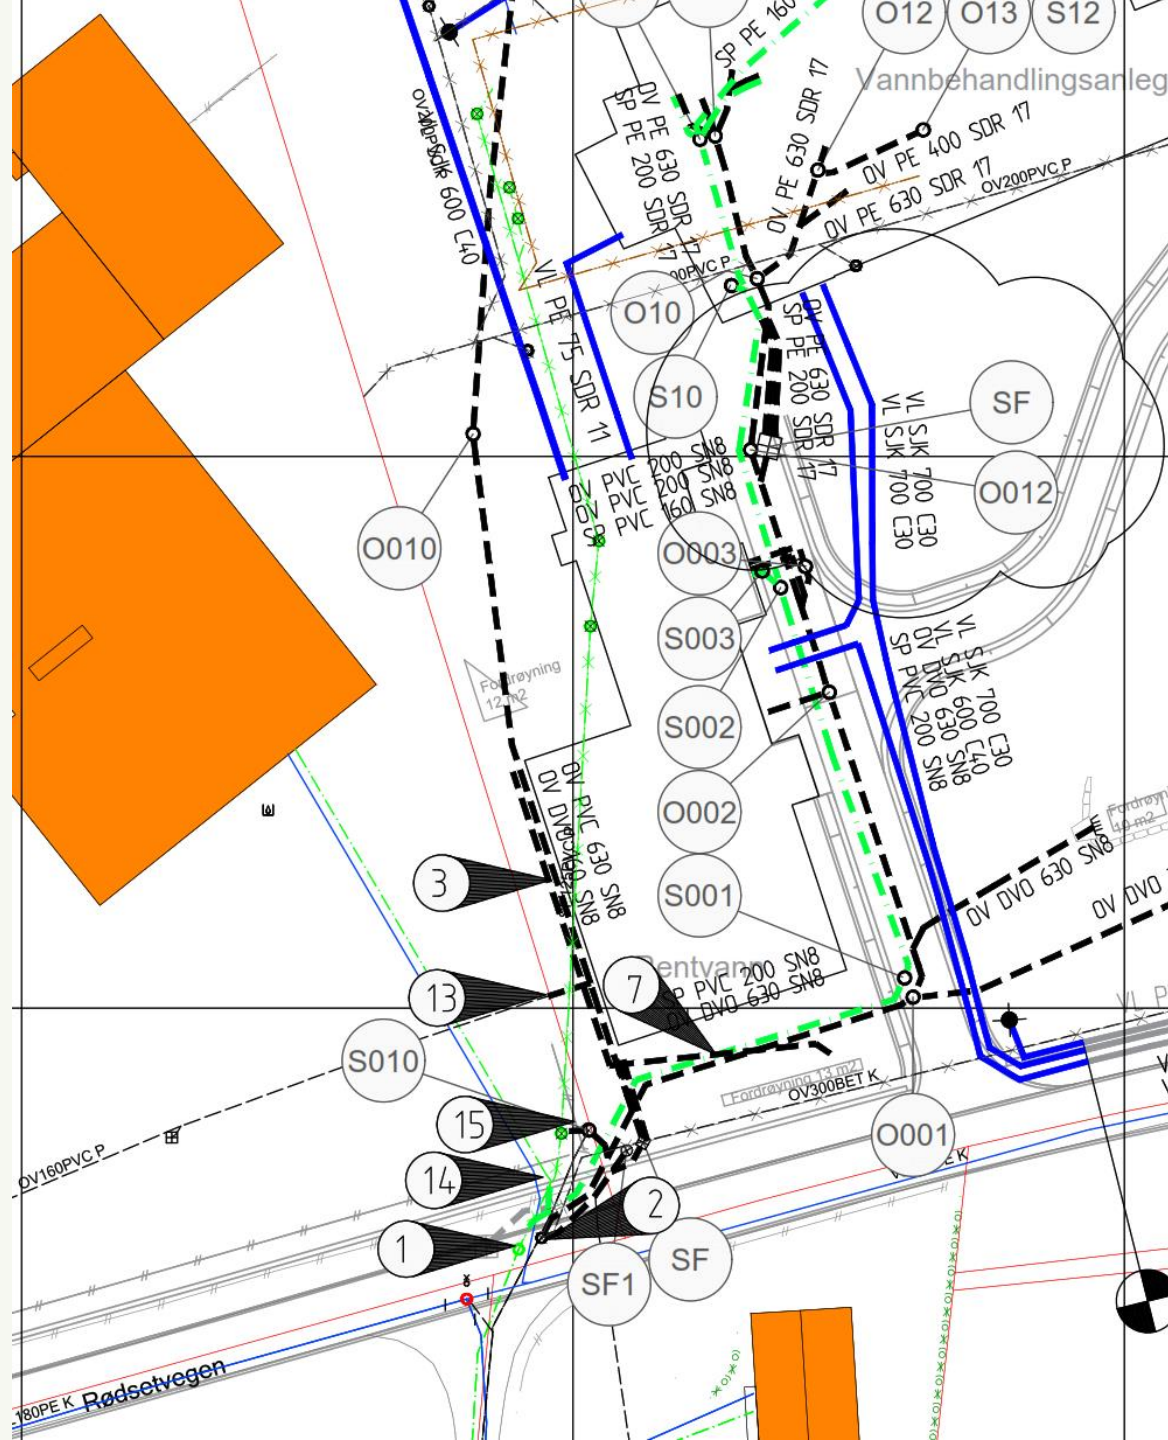 O12
O13
S12
SP PE 160
Vannbehandlingsanleg
OV PE 630 SDR 17
SP PE 200 SDR 17
OV PE 630 SDR 17
OV PE 400 SDR 17
OV PE 630 SDR 17
OV200PVC P
600 C40
VL PE 75 SDR 11
00PVC P
O10
S10
OV PE 630 SDR 17
SP PE 200 SDR 17
SF
VL SJK 700 C30
VL SJK 700 C30
OV PVC 200 SN8
OV PVC 200 SN8
SP PVC 160 SN8
O012
O010
O003
S003
S002
O002
S001
Fordrøyning
12 m2
VL SJK 700 C30
VL SJK 600 C40
OV DVO 630 SN8
SP PVC 200 SN8
OV PVC 630 SN8
Fordrøyning
10 m2
OV DVO 630 SN8
OV DVO
3
13
7
Rentvann
SP PVC 200 SN8
OV DVO 630 SN8
VL P
S010
Fordrøyning 13 m2
OV300BET K
15
O001
OV160PVC P
14
2
1
SF1
SF
Rødsetvegen
180PE K